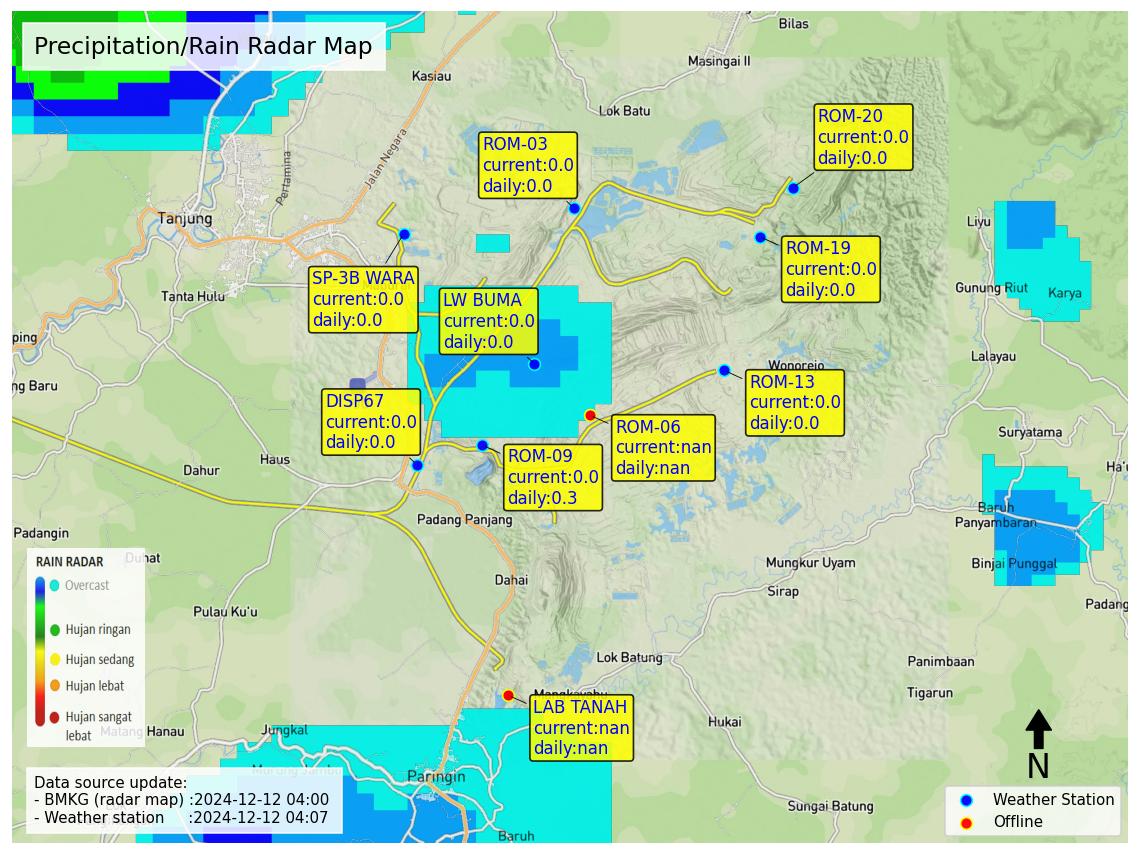 Precipitation/Rain Radar Map
Bilas
Masingai II
Kasiau
Lok Batu
ROM-20
current:0.0
daily:0.0
ROM-03
current:0.0
daily:0.0
Jalan Negara
Pertamina
Tanjung
Liyu
ROM-19
current:0.0
daily:0.0
SP-3B WARA
current:0.0
daily:0.0
Tanta Hulu
LW BUMA
current:0.0
daily:0.0
Gunung Riut
Karya
ping
Lalayau
Wonorejo
ng Baru
ROM-13
current:0.0
daily:0.0
DISP67
current:0.0
daily:0.0
ROM-06
current:nan
daily:nan
Suryatama
Haus
Dahur
ROM-09
current:0.0
daily:0.3
Ha'u
Baruh
Panyambaran
Padang Panjang
Padangin
Duhat
Mungkur Uyam
Binjai Punggal
RAIN RADAR
Overcast
Hujan ringan
Hujan sedang
Hujan lebat
Hujan sangat
lebat
Dahai
Sirap
Pulau Ku'u
Padang
Lok Batung
Panimbaan
Tigarun
Mangkayahu
LAB TANAH
current:nan
daily:nan
Hukai
Matang Hanau
Jungkal
Murung Jambu
Paringin
N
Data source update:
- BMKG (radar map) :2024-12-12 04:00
- Weather station :2024-12-12 04:07
Sungai Batung
Baruh
Weather Station
Offline